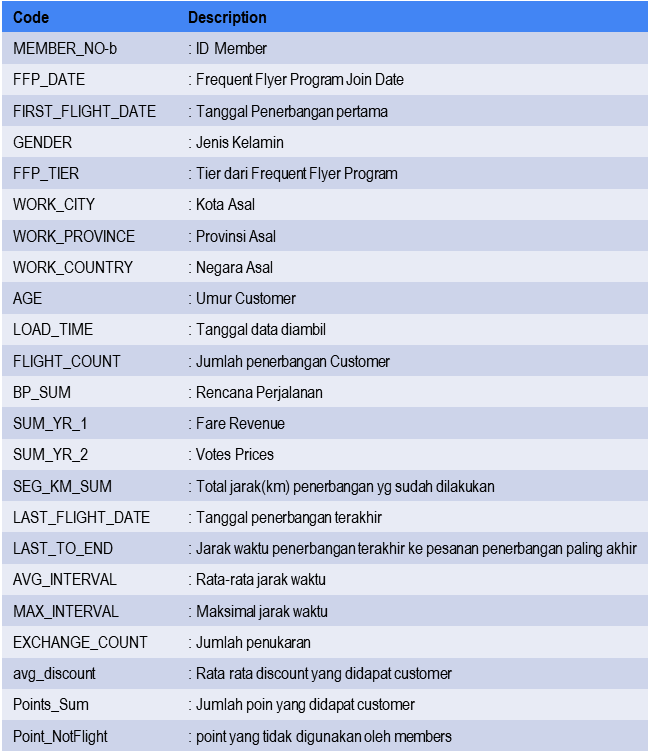 Code Description
MEMBER_NO-b : ID Member
FFP_DATE : Frequent Flyer Program Join Date
FIRST_FLIGHT_DATE : Tanggal Penerbangan pertama
GENDER : Jenis Kelamin
FFP_TIER : Tier dari Frequent Flyer Program
WORK_CITY : Kota Asal
WORK_PROVINCE : Provinsi Asal
WORK_COUNTRY : Negara Asal
AGE : Umur Customer
LOAD_TIME : Tanggal data diambil
FLIGHT_COUNT : Jumlah penerbangan Customer
BP_SUM : Rencana Perjalanan
SUM_YR_1 : Fare Revenue
SUM_YR_2 : Votes Prices
SEG_KM_SUM : Total jarak(km) penerbangan yg sudah dilakukan
LAST_FLIGHT_DATE : Tanggal penerbangan terakhir
LAST_TO_END : Jarak waktu penerbangan terakhir ke pesanan penerbangan paling akhir
AVG_INTERVAL : Rata-rata jarak waktu
MAX_INTERVAL : Maksimal jarak waktu
EXCHANGE_COUNT : Jumlah penukaran
avg_discount : Rata rata discount yang didapat customer
Points_Sum : Jumlah poin yang didapat customer
Point_NotFlight : point yang tidak digunakan oleh members